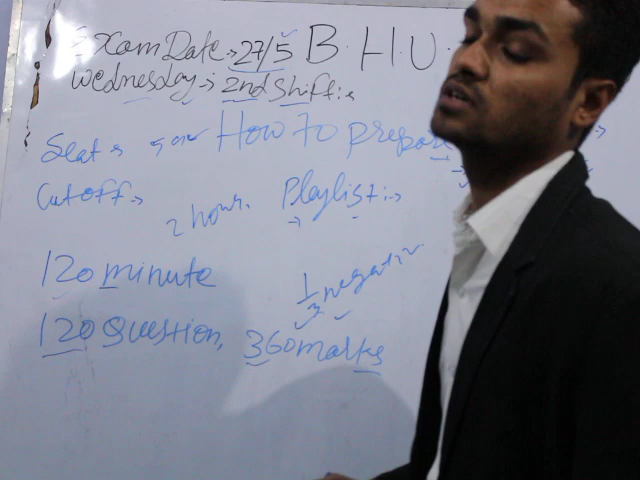 Exam Date → 27/5 B.H.U.
Wednesday → 2nd Shift:
Seat → How to prepare
Cutoff →
2 hour. Playlist →
120 minute
1/3 negative
120 Question, 360 marks